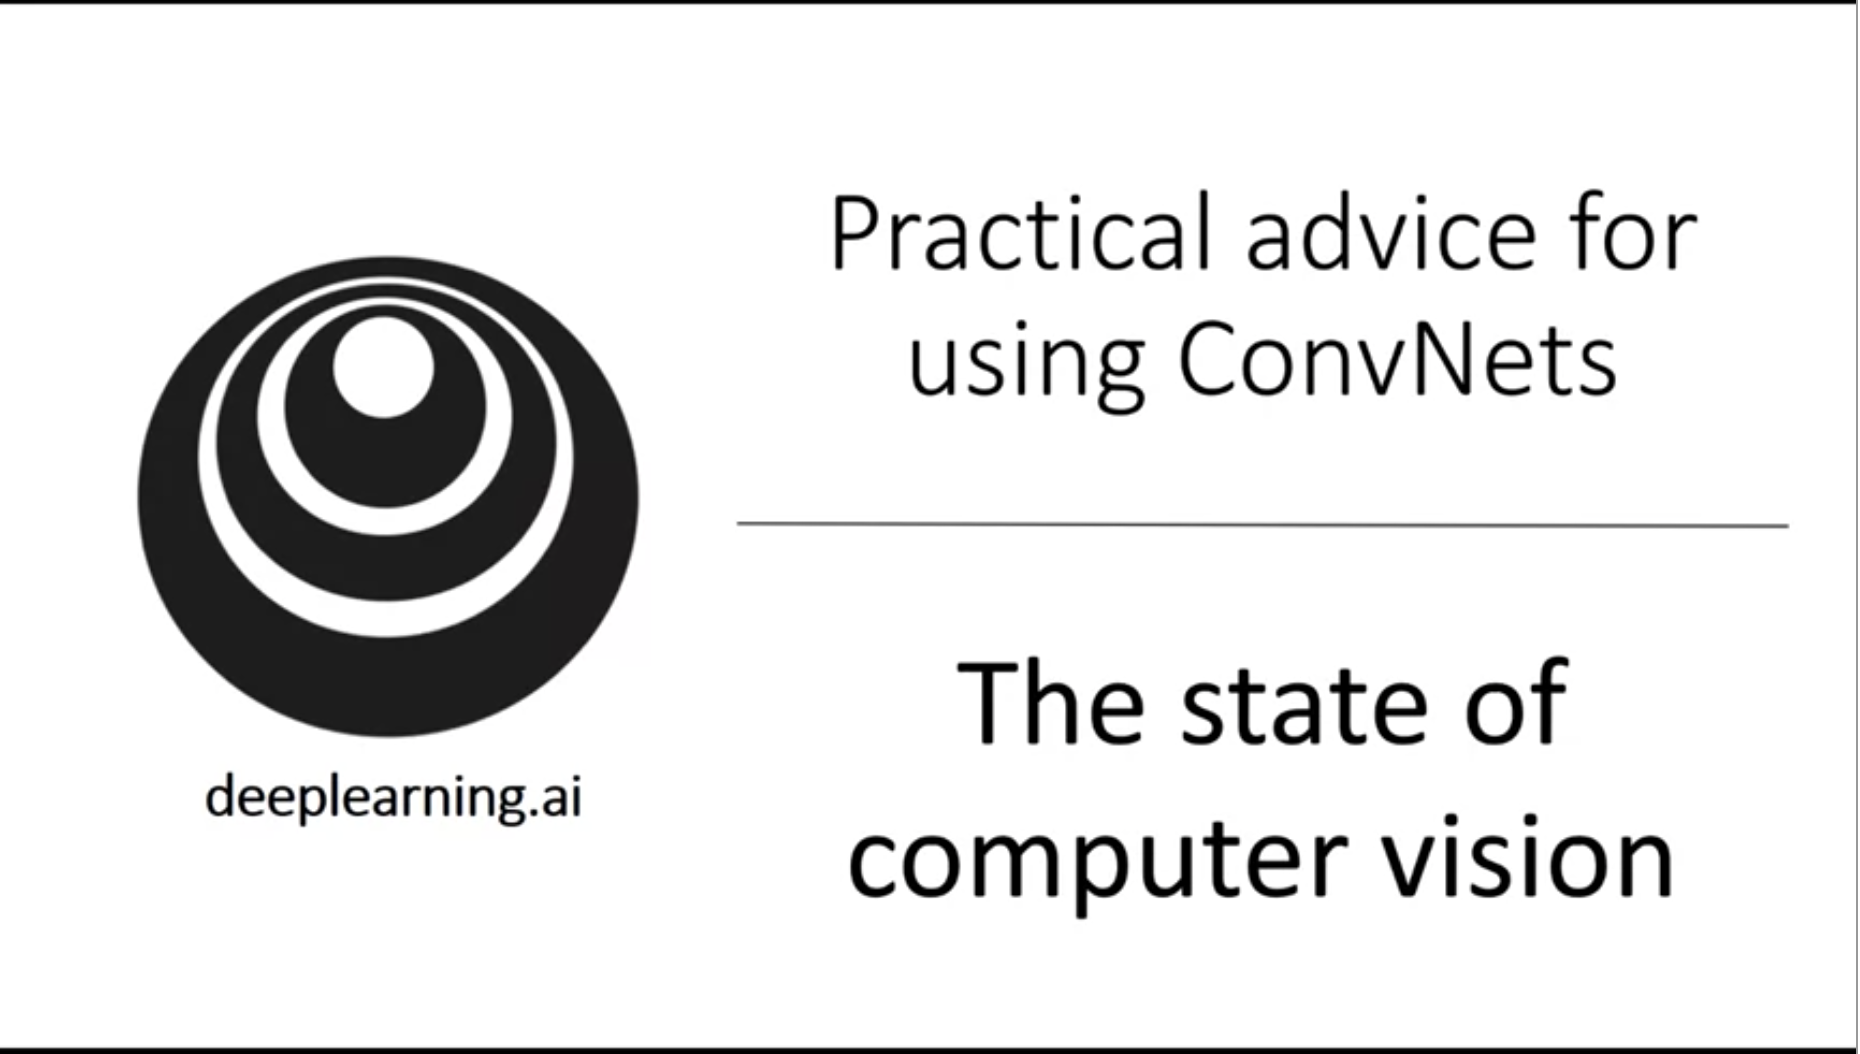 Practical advice for
using ConvNets
The state of
computer vision
deeplearning.ai